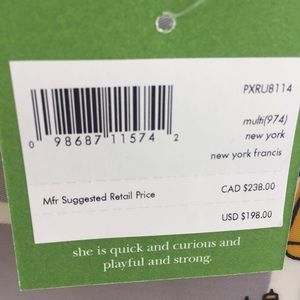 PXRU8114
multi(974)
new york
new york francis
0 98687 11574 2
Mfr Suggested Retail Price CAD $238.00
USD $198.00
she is quick and curious and
playful and strong.